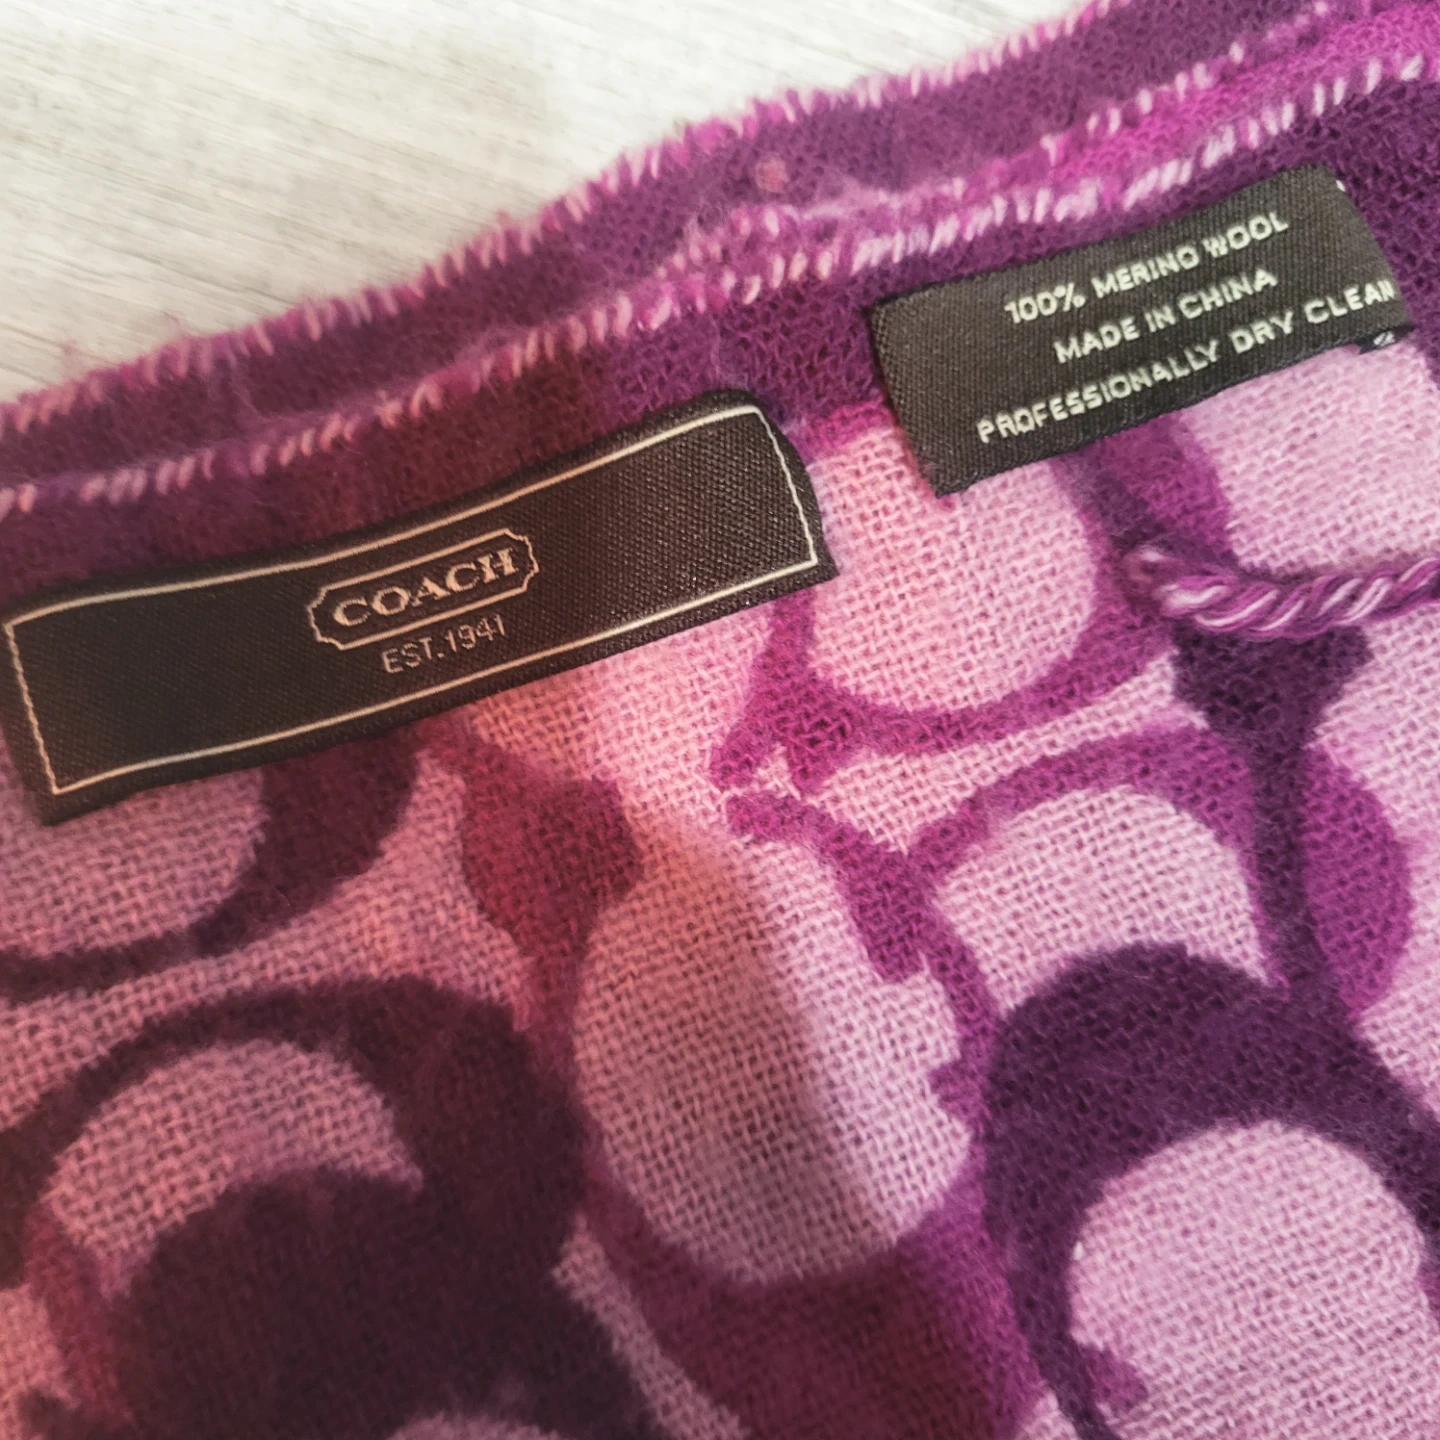 COACH
EST. 1941
100% MERINO WOOL
MADE IN CHINA
PROFESSIONALLY DRY CLEAN